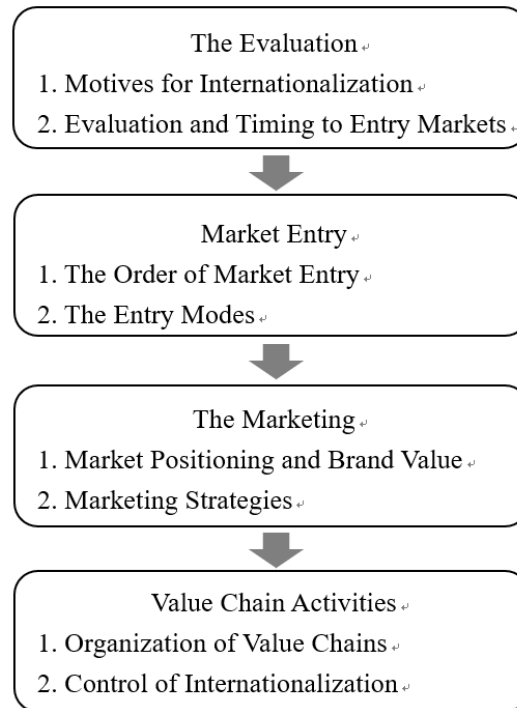 The Evaluation
1. Motives for Internationalization
2. Evaluation and Timing to Entry Markets
Market Entry
1. The Order of Market Entry
2. The Entry Modes
The Marketing
1. Market Positioning and Brand Value
2. Marketing Strategies
Value Chain Activities
1. Organization of Value Chains
2. Control of Internationalization